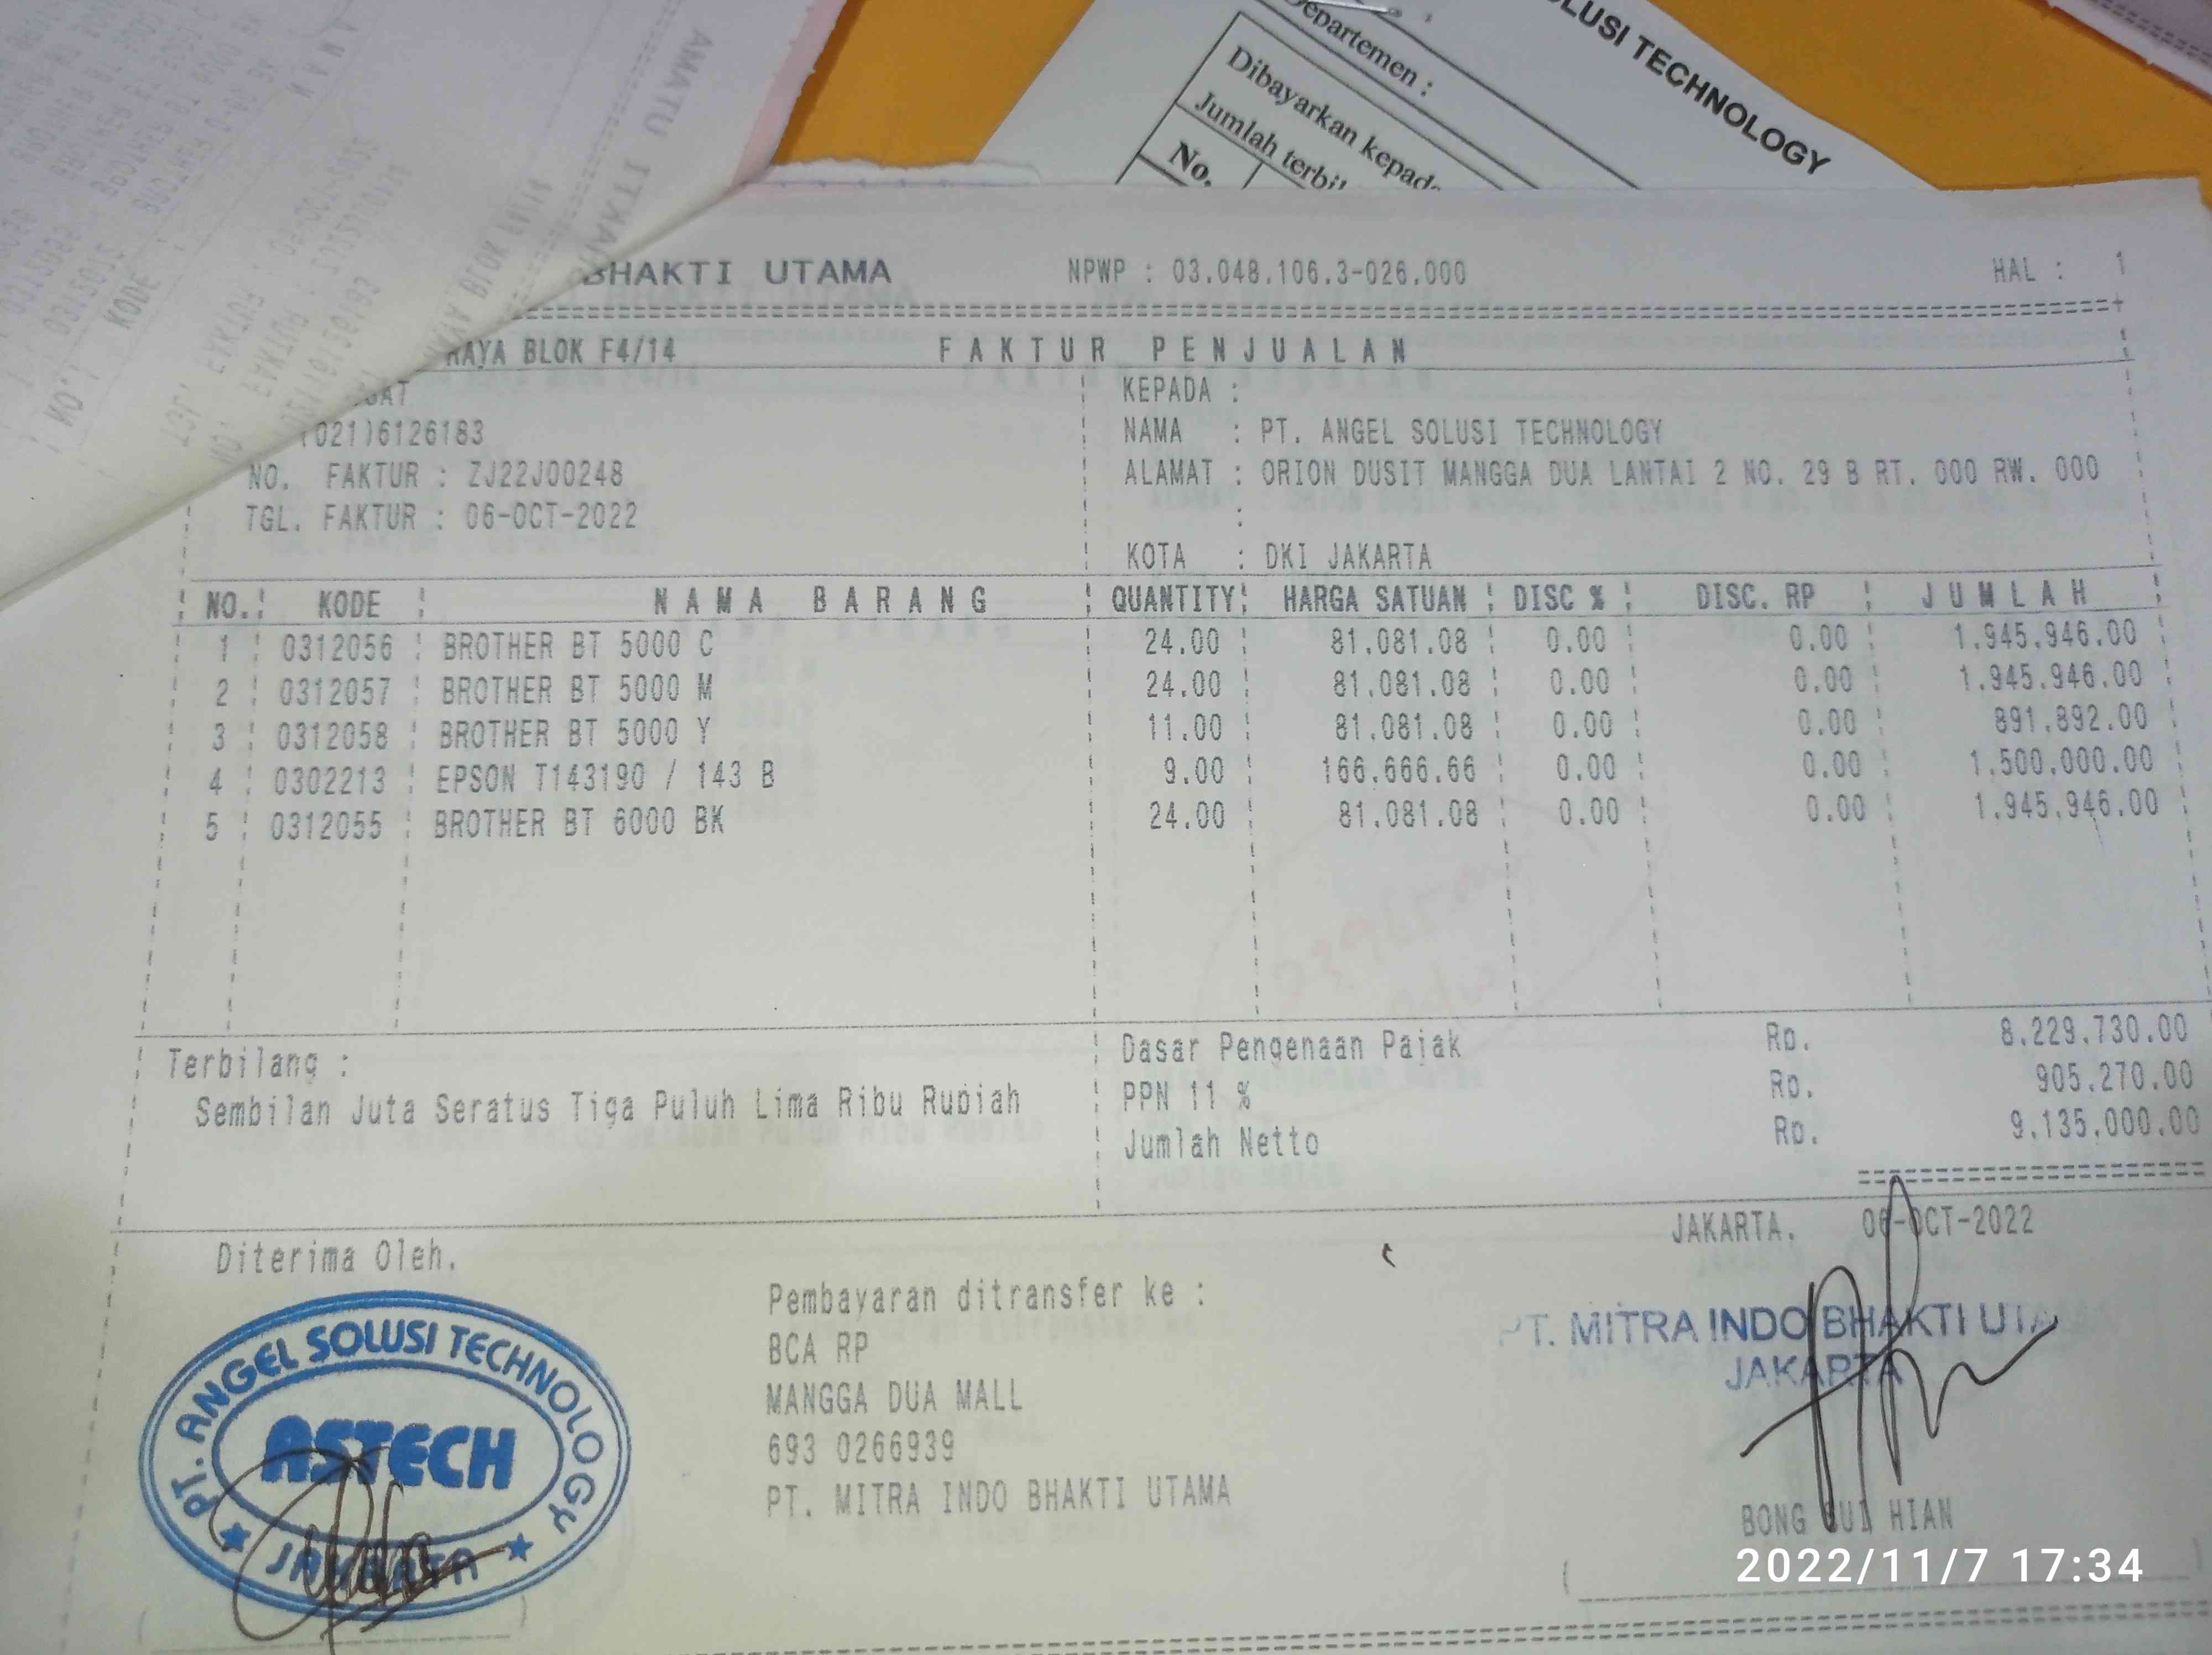 OLUSI TECHNOLOGY
epartemen :
Dibayarkan kepada
Jumlah terbil
No.
BHAKTI UTAMA NPWP : 03.048.106.3-026.000 HAL : 1
RAYA BLOK F4/14 FAKTUR PENJUALAN
KEPADA :
(021)6126183 NAMA : PT. ANGEL SOLUSI TECHNOLOGY
NO. FAKTUR : ZJ22J00248 ALAMAT : ORION DUSIT MANGGA DUA LANTAI 2 NO. 29 B RT. 000 RW. 000
TGL. FAKTUR : 06-OCT-2022 :
KOTA : DKI JAKARTA
NO. KODE NAMA BARANG QUANTITY HARGA SATUAN DISC % DISC. RP JUMLAH
1 0312056 BROTHER BT 5000 C 24.00 81.081.08 0.00 0.00 1.945.946.00
2 0312057 BROTHER BT 5000 M 24.00 81.081.08 0.00 0.00 1.945.946.00
3 0312058 BROTHER BT 5000 Y 11.00 81.081.08 0.00 0.00 891.892.00
4 0302213 EPSON T143190 / 143 B 9.00 166.666.66 0.00 0.00 1.500.000.00
5 0312055 BROTHER BT 6000 BK 24.00 81.081.08 0.00 0.00 1.945.946.00
Terbilang : Dasar Pengenaan Pajak Rp. 8.229.730.00
Sembilan Juta Seratus Tiga Puluh Lima Ribu Rupiah PPN 11 % Rp. 905.270.00
Jumlah Netto Rp. 9.135.000.00
JAKARTA. 06-OCT-2022
Diterima Oleh.
Pembayaran ditransfer ke :
BCA RP
MANGGA DUA MALL
693 0266939
PT. MITRA INDO BHAKTI UTAMA
PT. ANGEL SOLUSI TECHNOLOGY
ASTECH
JAKARTA
PT. MITRA INDO BHAKTI UTAMA
JAKARTA
BONG SUI HIAN
2022/11/7 17:34